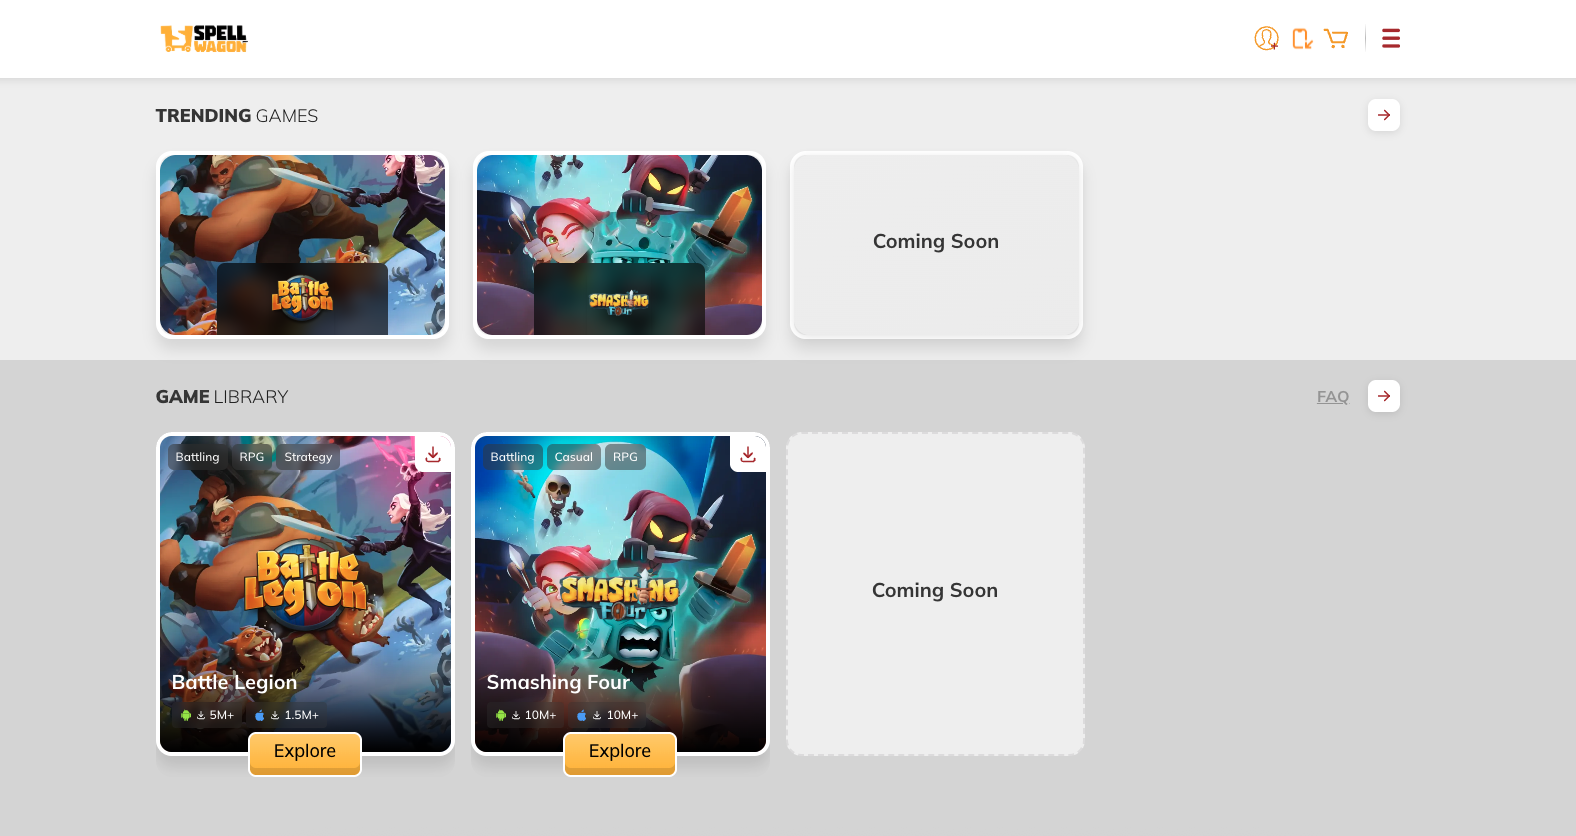 SPELL
WAGON
TRENDING GAMES
Battle
Legion
SMASHING
Four
Coming Soon
GAME LIBRARY
FAQ
Battling RPG Strategy
Battle
Legion
Battle Legion
5M+ 1.5M+
Explore
Battling Casual RPG
SMASHING
Four
Smashing Four
10M+ 10M+
Explore
Coming Soon